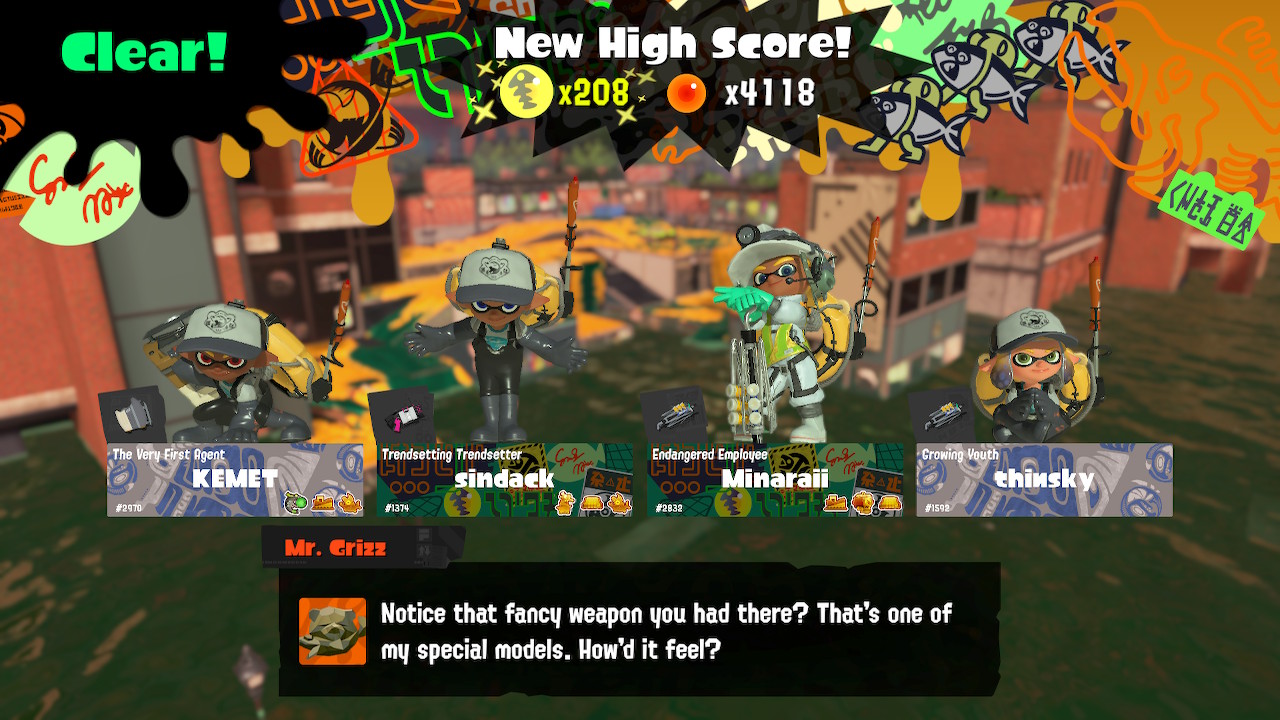 Clear!
New High Score!
x208
x4118
The Very First Agent
KEMET
#2970
Trendsetting Trendsetter
sindack
#1374
Endangered Employee
Minaraii
#2832
Growing Youth
thinsky
#1592
Mr. Grizz
Notice that fancy weapon you had there? That's one of
my special models. How'd it feel?